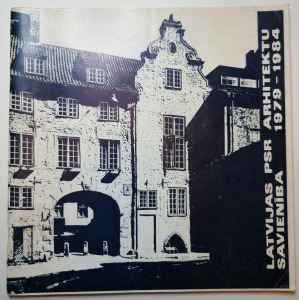 LATVIJAS PSR ARHITEKTU
SAVIENĪBA 1979-1984